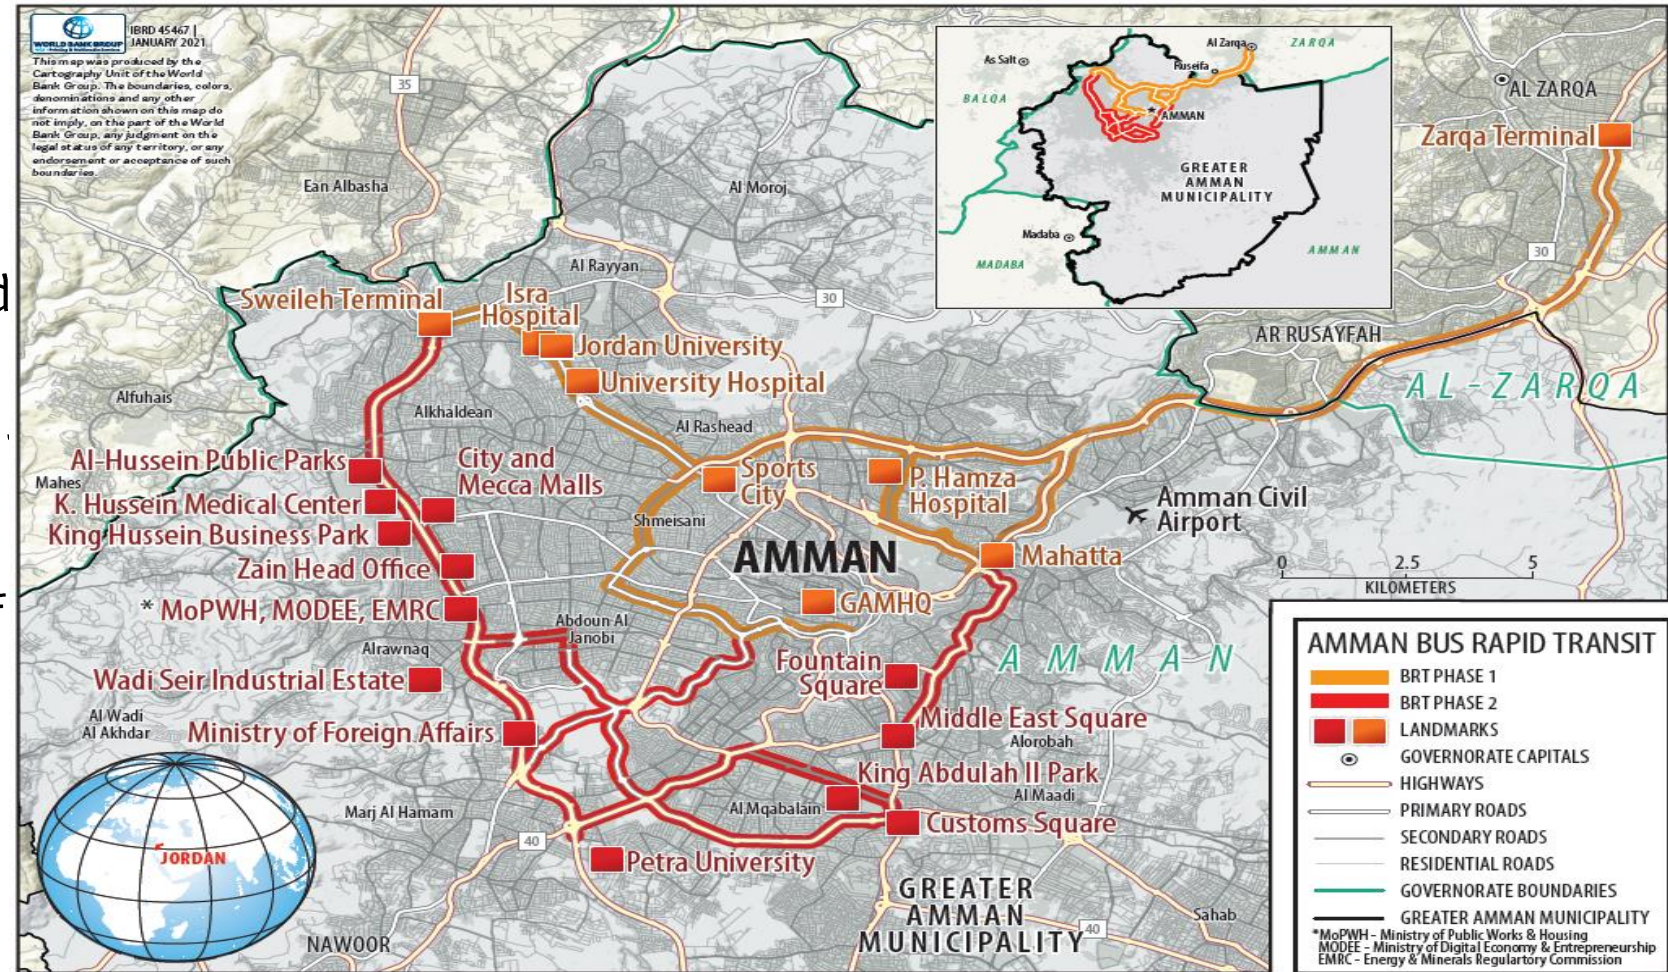 WORLD BANK GROUP
IBRD 45467 |
JANUARY 2021
This map was produced by the
Cartography Unit of the World
Bank Group. The boundaries, colors,
denominations and any other
information shown on this map do
not imply, on the part of the World
Bank Group, any judgment on the
legal status of any territory, or any
endorsement or acceptance of such
boundaries.
35
Ean Albasha
Al Moroj
As Salt
Al Zarqa
ZARQA
Ruseifa
BALQA
AMMAN
GREATER
AMMAN
MUNICIPALITY
Madaba
MADABA
AMMAN
AL ZARQA
Zarqa Terminal
30
Al Rayyan
30
Sweileh Terminal
Isra
Hospital
Jordan University
University Hospital
AR RUSAYFAH
AL-ZARQA
Alfuhais
Alkhaldean
Al Rashead
Al-Hussein Public Parks
Mahes
K. Hussein Medical Center
King Hussein Business Park
City and
Mecca Malls
Sports
City
P. Hamza
Hospital
Amman Civil
Airport
Shmeisani
AMMAN
Mahatta
Zain Head Office
* MoPWH, MODEE, EMRC
GAMHQ
0 2.5 5
KILOMETERS
Abdoun Al
Janobi
Alrawnaq
Wadi Seir Industrial Estate
Fountain
Square
AMMAN
Al Wadi
Al Akhdar
Ministry of Foreign Affairs
Middle East Square
Alorobah
King Abdulah II Park
Al Maadi
Marj Al Hamam
Al Mqabalain
Customs Square
40
Petra University
JORDAN
GREATER
AMMAN
MUNICIPALITY
40
Sahab
NAWOOR
AMMAN BUS RAPID TRANSIT
BRT PHASE 1
BRT PHASE 2
LANDMARKS
GOVERNORATE CAPITALS
HIGHWAYS
PRIMARY ROADS
SECONDARY ROADS
RESIDENTIAL ROADS
GOVERNORATE BOUNDARIES
GREATER AMMAN MUNICIPALITY
*MoPWH - Ministry of Public Works & Housing
MODEE - Ministry of Digital Economy & Entrepreneurship
EMRC - Energy & Minerals Regulartory Commission